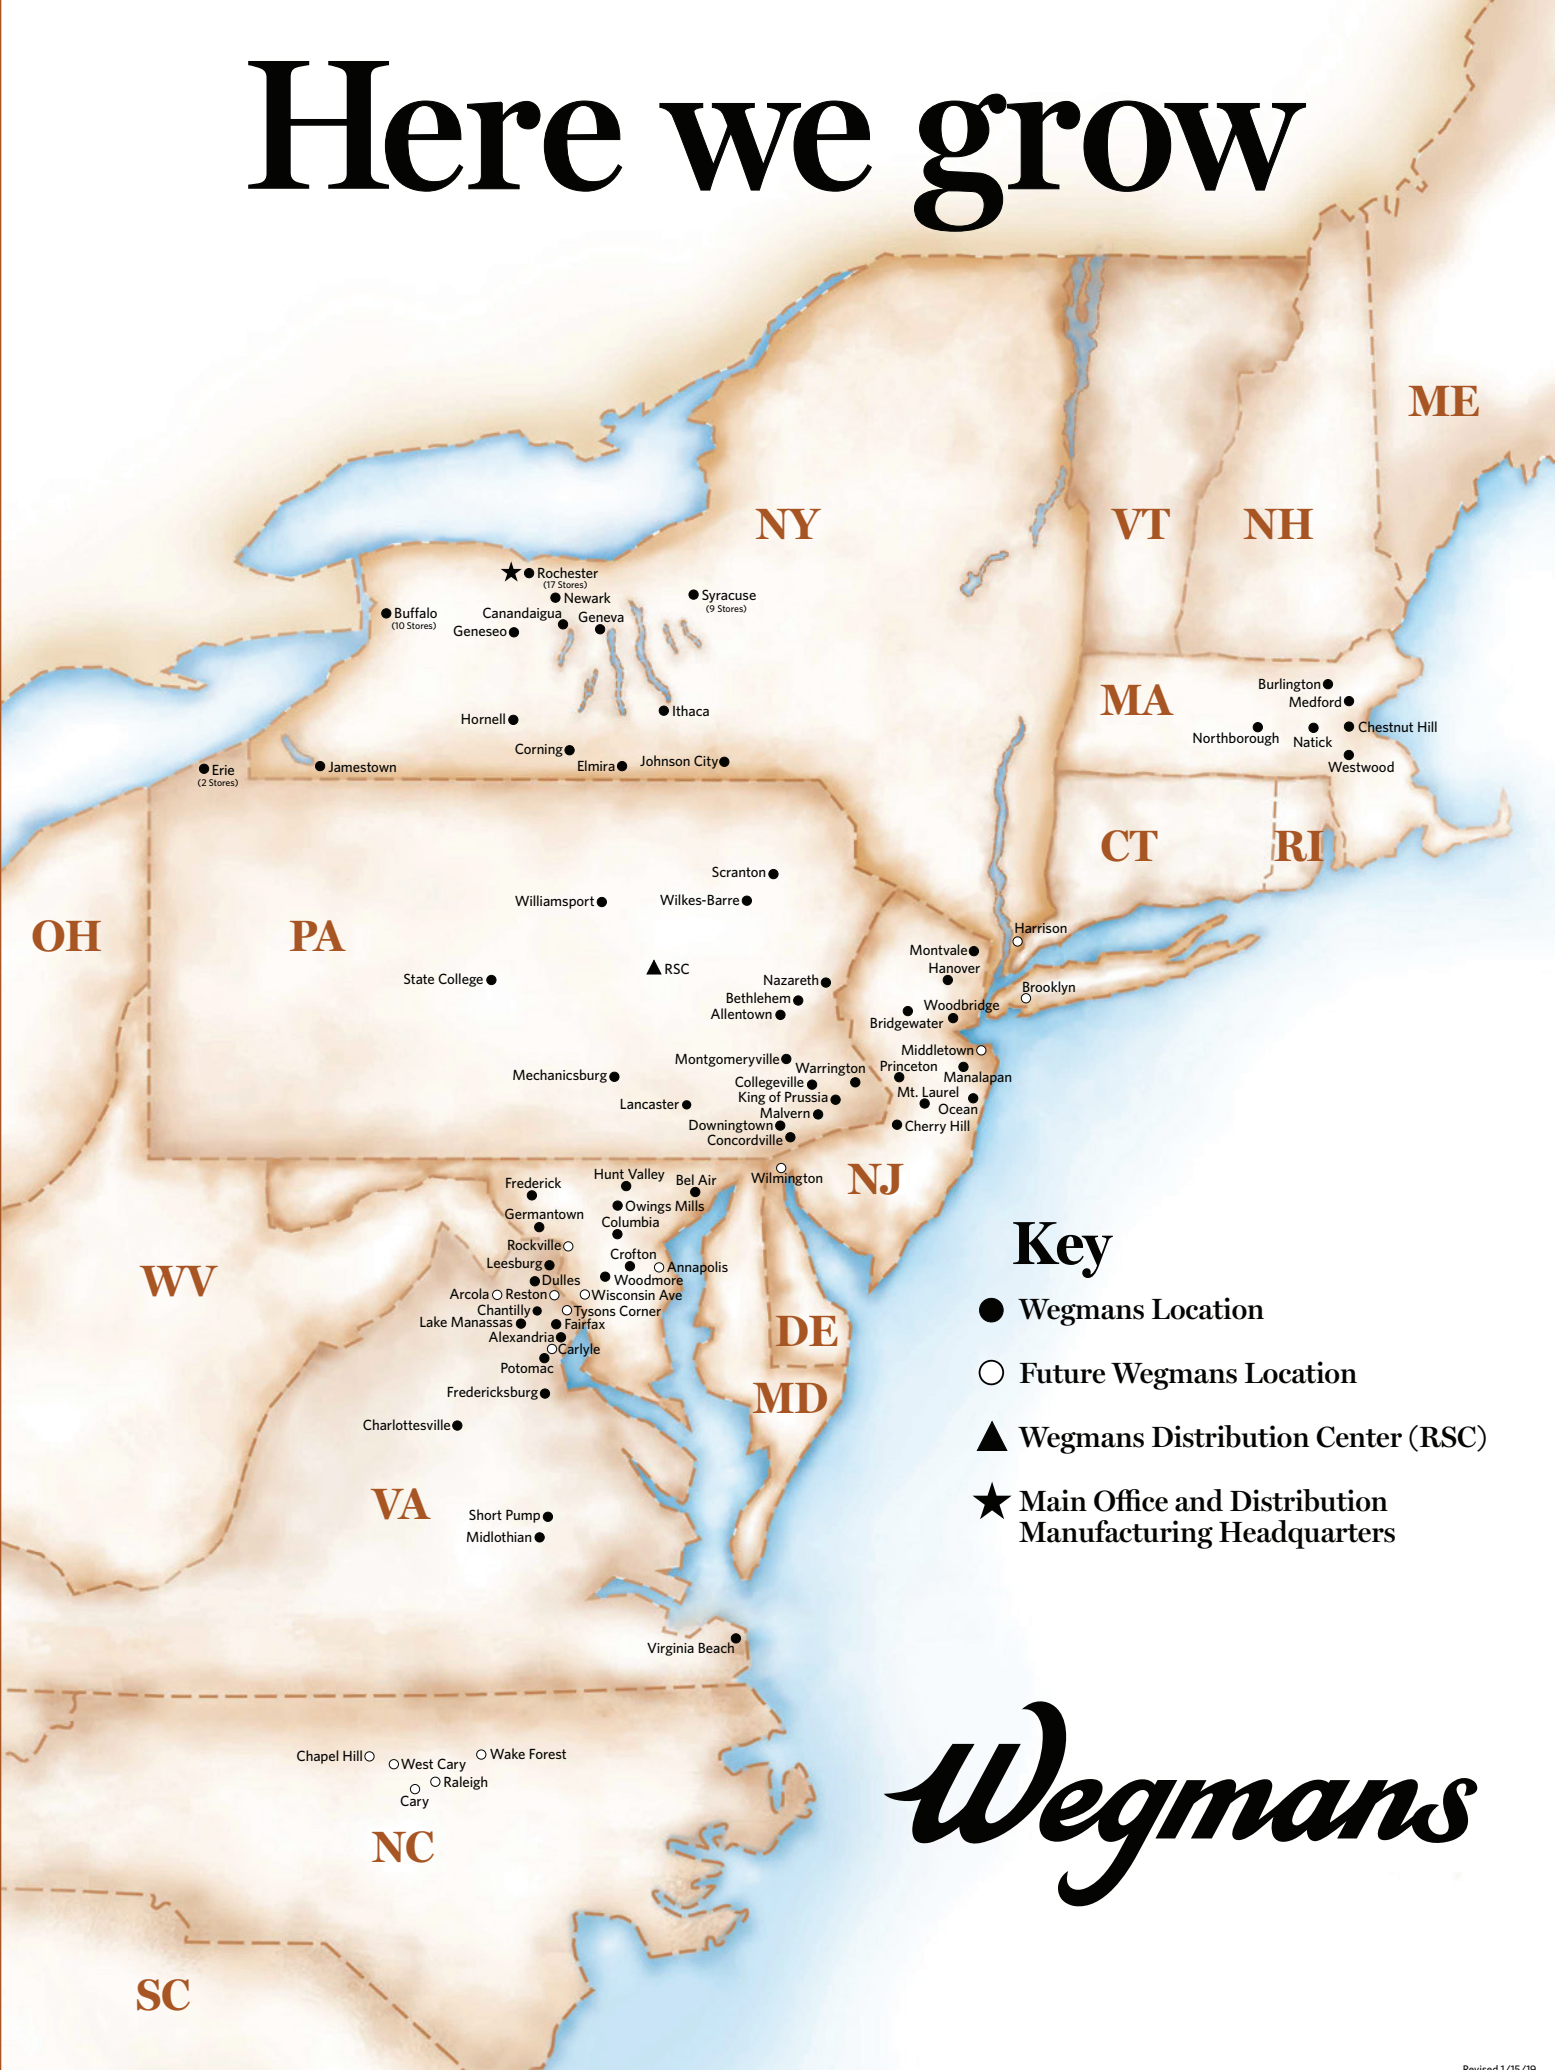 Here we grow
ME
NY
VT
NH
Rochester
(17 Stores)
Newark
Syracuse
(9 Stores)
Buffalo
(10 Stores)
Canandaigua
Geneva
Geneseo
MA
Burlington
Medford
Chestnut Hill
Northborough
Natick
Westwood
Ithaca
Hornell
Corning
Elmira
Johnson City
Jamestown
Erie
(2 Stores)
CT
RI
Scranton
Williamsport
Wilkes-Barre
OH
PA
Harrison
Montvale
Hanover
RSC
State College
Nazareth
Brooklyn
Bethlehem
Woodbridge
Allentown
Bridgewater
Middletown
Montgomeryville
Warrington
Princeton
Mechanicsburg
Collegeville
Manalapan
King of Prussia
Mt. Laurel
Lancaster
Malvern
Ocean
Downingtown
Cherry Hill
Concordville
Wilmington
NJ
Hunt Valley
Bel Air
Frederick
Owings Mills
Germantown
Columbia
Rockville
Crofton
Leesburg
Annapolis
Dulles
Woodmore
Arcola
Reston
Wisconsin Ave
Chantilly
Tysons Corner
Lake Manassas
Fairfax
Alexandria
Carlyle
Potomac
Fredericksburg
Charlottesville
WV
DE
MD
VA
Short Pump
Midlothian
Virginia Beach
Key
Wegmans Location
Future Wegmans Location
Wegmans Distribution Center (RSC)
Main Office and Distribution
Manufacturing Headquarters
Chapel Hill
West Cary
Wake Forest
Raleigh
Cary
NC
SC
Wegmans
Revised 1/15/19